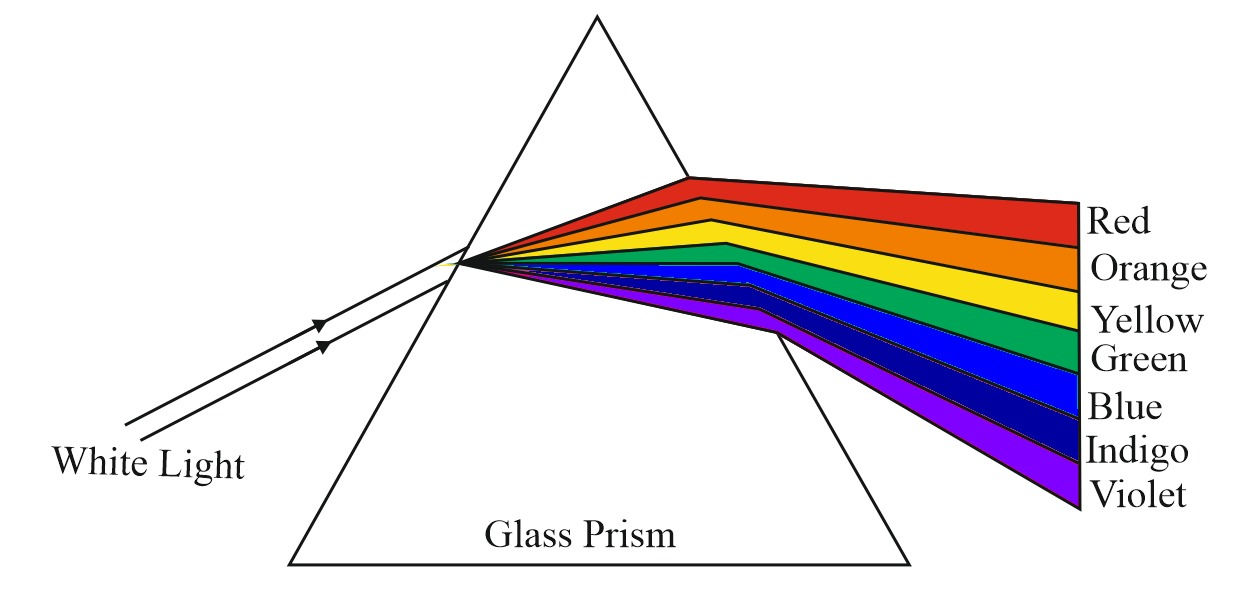 Red
Orange
Yellow
Green
Blue
Indigo
Violet
White Light
Glass Prism